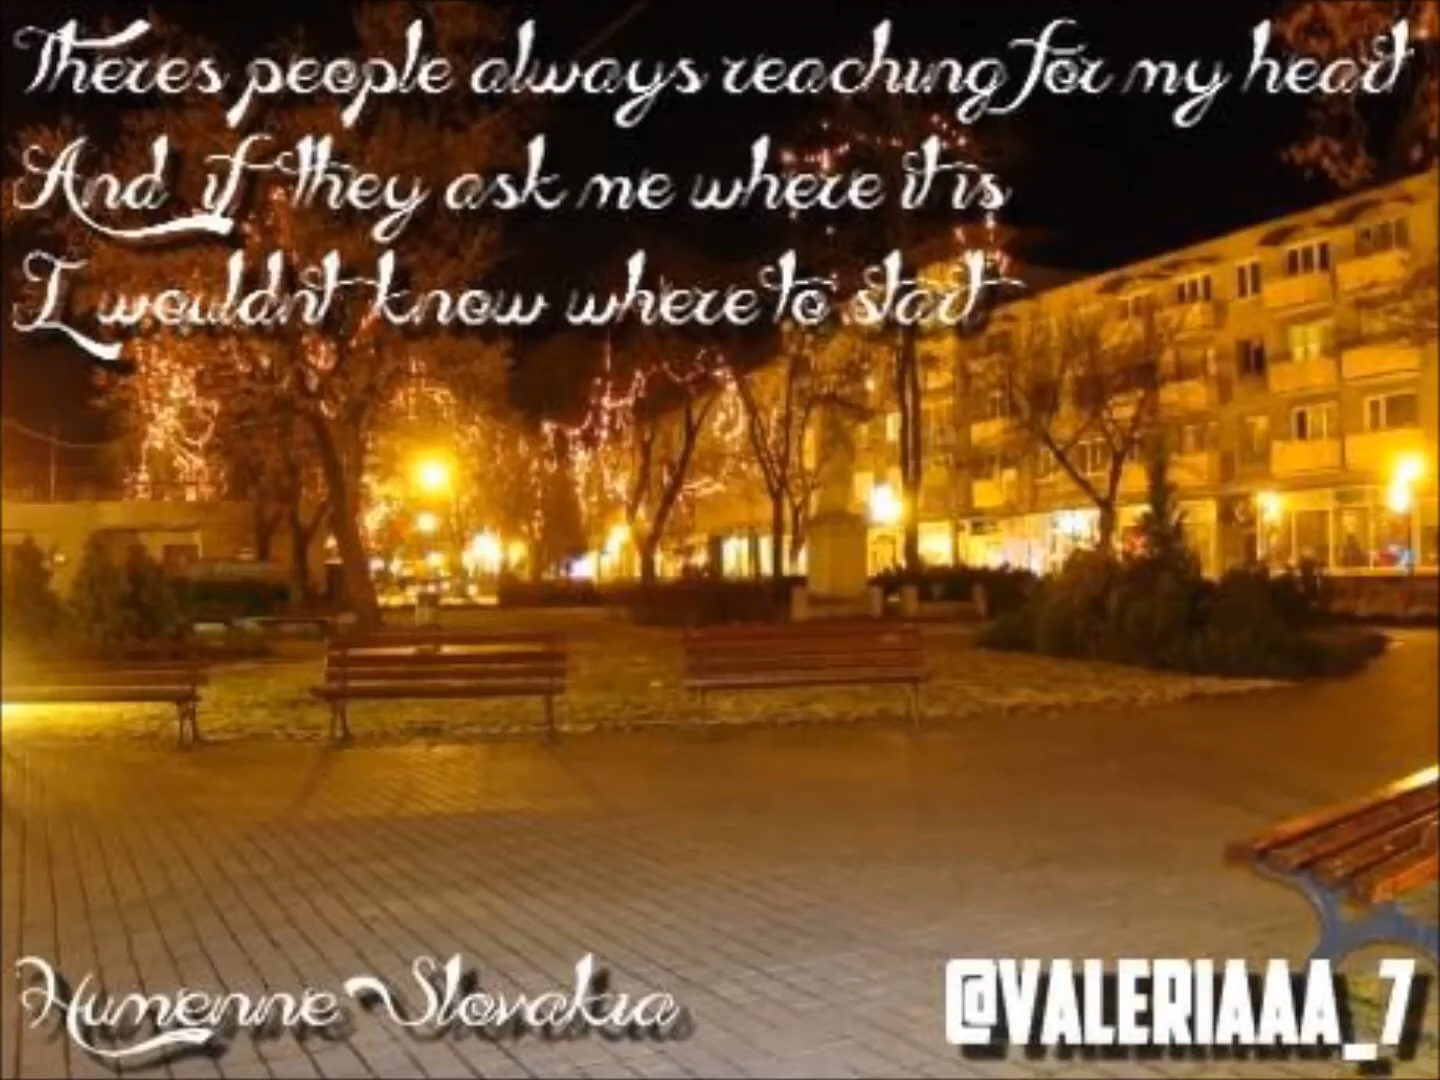 Theres people always reaching for my heart
And if they ask me where it is
I wouldnt know where to start
Humenne Slovakia
@VALERIAAA_7